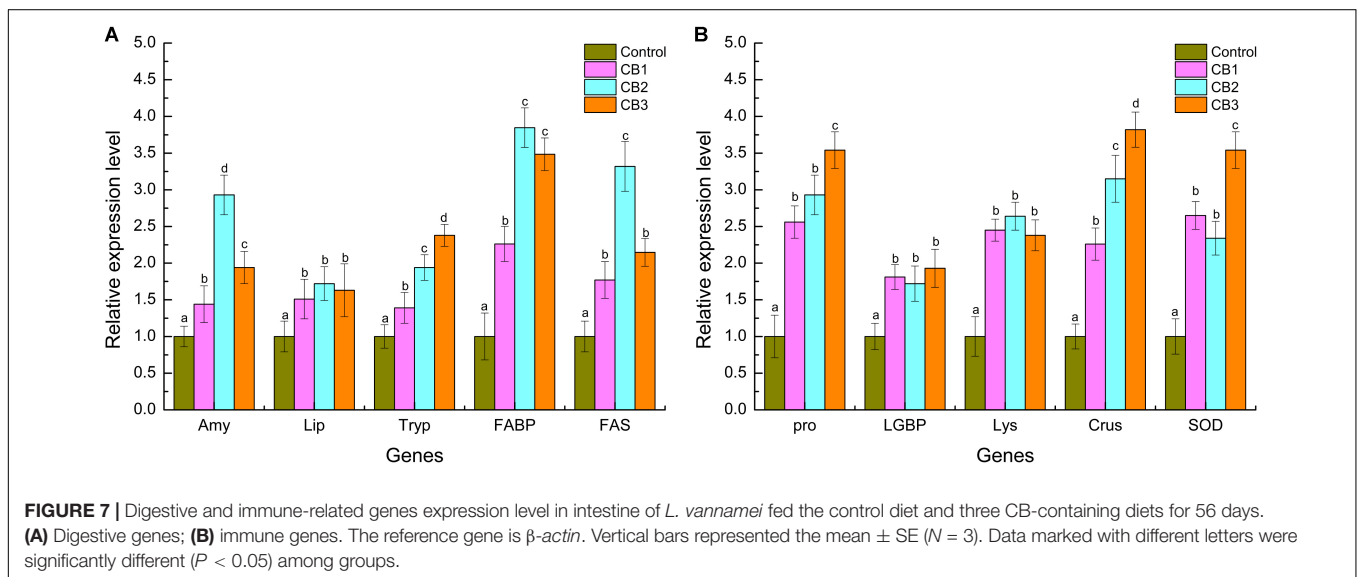 A
Control
CB1
CB2
CB3
Relative expression level
5.0
4.5
4.0
3.5
3.0
2.5
2.0
1.5
1.0
0.5
0.0
a b d c
a b b b
a b c d
a b c c
a b c b
Amy Lip Tryp FABP FAS
Genes
B
Control
CB1
CB2
CB3
Relative expression level
5.0
4.5
4.0
3.5
3.0
2.5
2.0
1.5
1.0
0.5
0.0
a b b c
a b b b
a b b b
a b c d
a b b c
pro LGBP Lys Crus SOD
Genes
FIGURE 7 | Digestive and immune-related genes expression level in intestine of L. vannamei fed the control diet and three CB-containing diets for 56 days.
(A) Digestive genes; (B) immune genes. The reference gene is β-actin. Vertical bars represented the mean ± SE (N = 3). Data marked with different letters were
significantly different (P < 0.05) among groups.